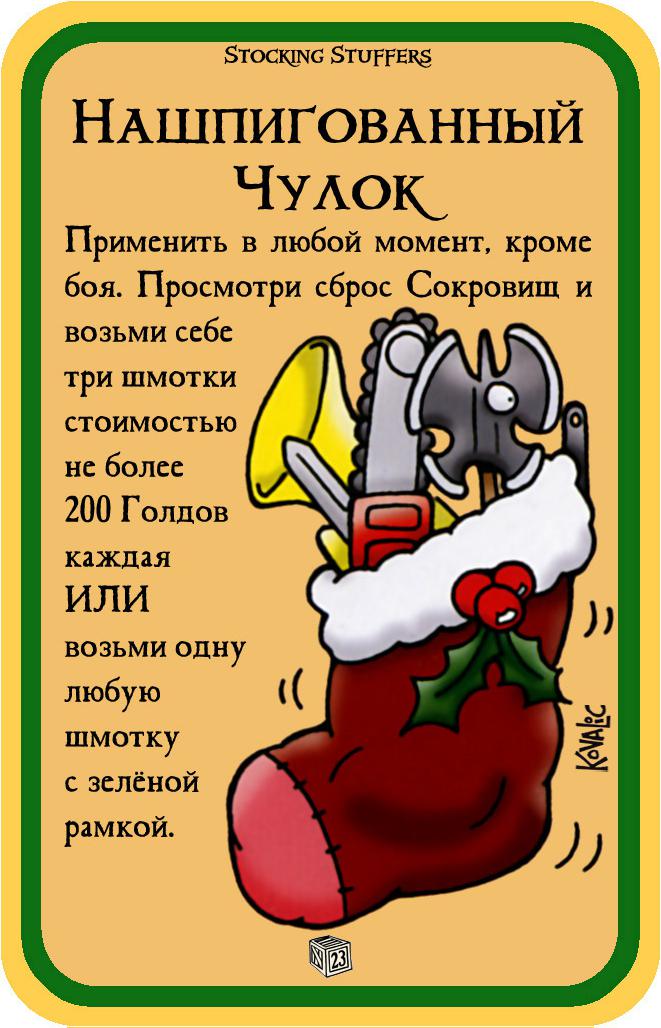 Stocking Stuffers
Нашпигованный
Чулок
Применить в любой момент, кроме
боя. Просмотри сброс Сокровищ и
возьми себе
три шмотки
стоимостью
не более
200 Голдов
каждая
ИЛИ
возьми одну
любую
шмотку
с зелёной
рамкой.
Kovalic
N 23